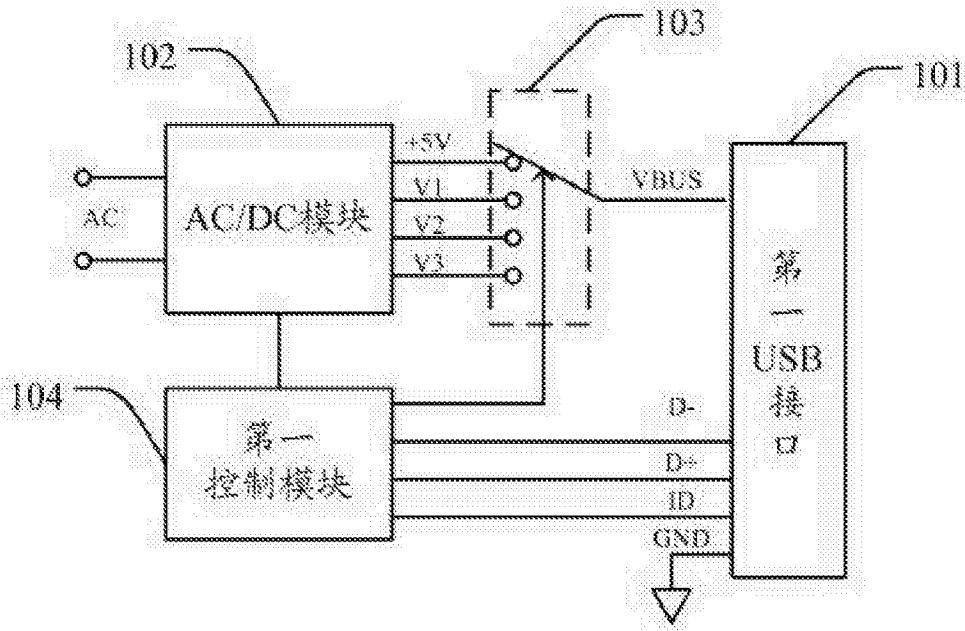 103
102
101
+5V
VBUS
V1
AC
AC/DC模块
V2
V3
第
一
USB
接
口
104
D-
第一
控制模块
D+
ID
GND